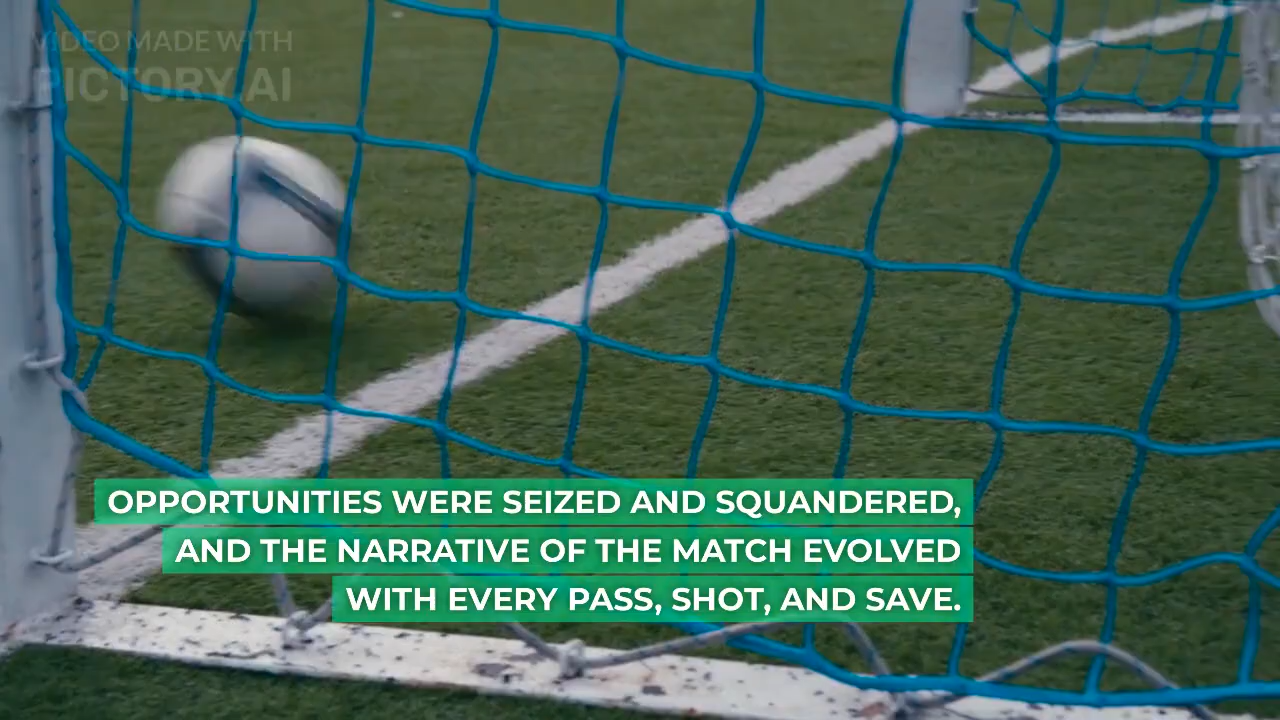 VIDEO MADE WITH
PICTORY.AI
OPPORTUNITIES WERE SEIZED AND SQUANDERED,
AND THE NARRATIVE OF THE MATCH EVOLVED
WITH EVERY PASS, SHOT, AND SAVE.